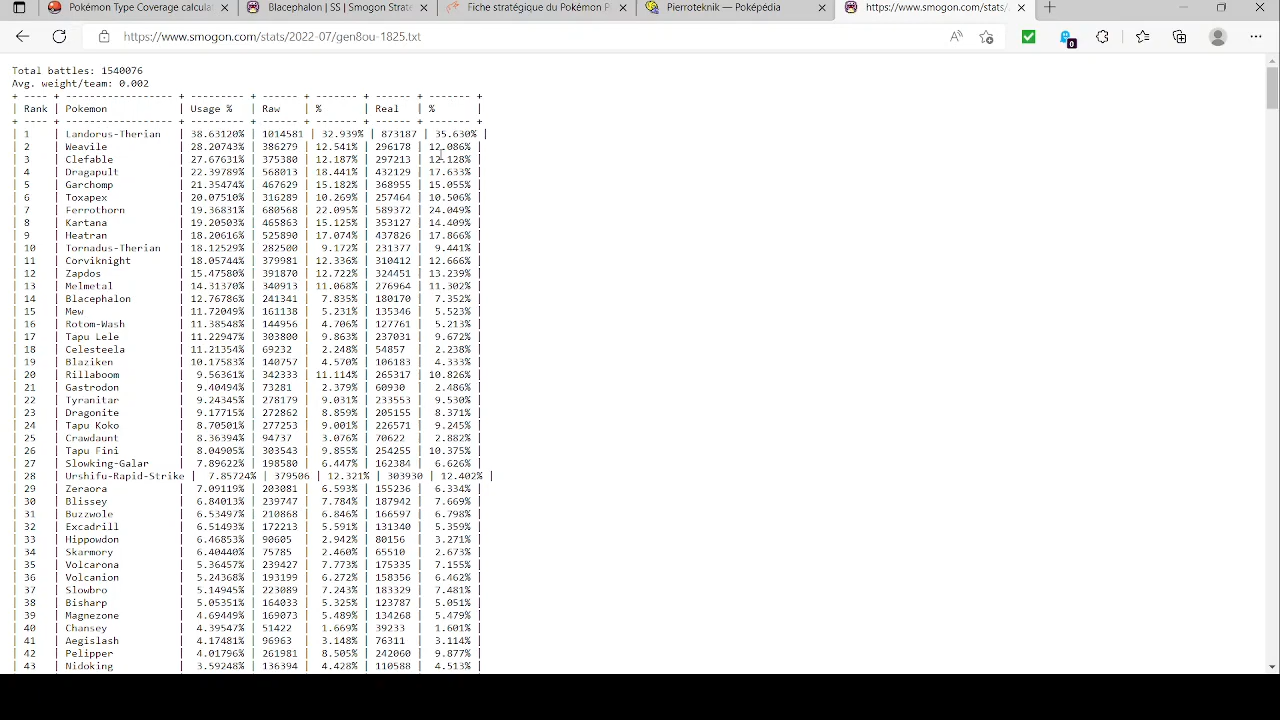 Pokémon Type Coverage calcula
Blacephalon | SS | Smogon Strate
Fiche stratégique du Pokémon P
Pierroteknik — Poképédia
https://www.smogon.com/stats/
https://www.smogon.com/stats/2022-07/gen8ou-1825.txt
0
Total battles: 1540076
Avg. weight/team: 0.002
+ ---- + ------------------ + --------- + ------ + ------- + ------ + ------- +
| Rank | Pokemon | Usage % | Raw | % | Real | % |
+ ---- + ------------------ + --------- + ------ + ------- + ------ + ------- +
| 1 | Landorus-Therian | 38.63120% | 1014581 | 32.939% | 873187 | 35.630% |
| 2 | Weavile | 28.20743% | 386279 | 12.541% | 296178 | 12.086% |
| 3 | Clefable | 27.67631% | 375380 | 12.187% | 297213 | 12.128% |
| 4 | Dragapult | 22.39789% | 568013 | 18.441% | 432129 | 17.633% |
| 5 | Garchomp | 21.35474% | 467629 | 15.182% | 368955 | 15.055% |
| 6 | Toxapex | 20.07510% | 316289 | 10.269% | 257464 | 10.506% |
| 7 | Ferrothorn | 19.36831% | 680568 | 22.095% | 589372 | 24.049% |
| 8 | Kartana | 19.20503% | 465863 | 15.125% | 353127 | 14.409% |
| 9 | Heatran | 18.20616% | 525890 | 17.074% | 437826 | 17.866% |
| 10 | Tornadus-Therian | 18.12529% | 282500 | 9.172% | 231377 | 9.441% |
| 11 | Corviknight | 18.05744% | 379981 | 12.336% | 310412 | 12.666% |
| 12 | Zapdos | 15.47580% | 391870 | 12.722% | 324451 | 13.239% |
| 13 | Melmetal | 14.31370% | 340913 | 11.068% | 276964 | 11.302% |
| 14 | Blacephalon | 12.76786% | 241341 | 7.835% | 180170 | 7.352% |
| 15 | Mew | 11.72049% | 161138 | 5.231% | 135346 | 5.523% |
| 16 | Rotom-Wash | 11.38548% | 144956 | 4.706% | 127761 | 5.213% |
| 17 | Tapu Lele | 11.22947% | 303800 | 9.863% | 237031 | 9.672% |
| 18 | Celesteela | 11.21354% | 69232 | 2.248% | 54857 | 2.238% |
| 19 | Blaziken | 10.17583% | 140757 | 4.570% | 106183 | 4.333% |
| 20 | Rillaboom | 9.56361% | 342333 | 11.114% | 265317 | 10.826% |
| 21 | Gastrodon | 9.40494% | 73281 | 2.379% | 60930 | 2.486% |
| 22 | Tyranitar | 9.24345% | 278179 | 9.031% | 233553 | 9.530% |
| 23 | Dragonite | 9.17715% | 272862 | 8.859% | 205155 | 8.371% |
| 24 | Tapu Koko | 8.70501% | 277253 | 9.001% | 226571 | 9.245% |
| 25 | Crawdaunt | 8.36394% | 94737 | 3.076% | 70622 | 2.882% |
| 26 | Tapu Fini | 8.04905% | 303543 | 9.855% | 254255 | 10.375% |
| 27 | Slowking-Galar | 7.89622% | 198580 | 6.447% | 162384 | 6.626% |
| 28 | Urshifu-Rapid-Strike | 7.85724% | 379506 | 12.321% | 303930 | 12.402% |
| 29 | Zeraora | 7.09119% | 203081 | 6.593% | 155236 | 6.334% |
| 30 | Blissey | 6.84013% | 239747 | 7.784% | 187942 | 7.669% |
| 31 | Buzzwole | 6.53497% | 210868 | 6.846% | 166597 | 6.798% |
| 32 | Excadrill | 6.51493% | 172213 | 5.591% | 131340 | 5.359% |
| 33 | Hippowdon | 6.46853% | 90605 | 2.942% | 80156 | 3.271% |
| 34 | Skarmory | 6.40440% | 75785 | 2.460% | 65510 | 2.673% |
| 35 | Volcarona | 5.36457% | 239427 | 7.773% | 175335 | 7.155% |
| 36 | Volcanion | 5.24368% | 193199 | 6.272% | 158356 | 6.462% |
| 37 | Slowbro | 5.14945% | 223089 | 7.243% | 183329 | 7.481% |
| 38 | Bisharp | 5.05351% | 164033 | 5.325% | 123787 | 5.051% |
| 39 | Magnezone | 4.69449% | 169073 | 5.489% | 134268 | 5.479% |
| 40 | Chansey | 4.39547% | 51422 | 1.669% | 39233 | 1.601% |
| 41 | Aegislash | 4.17481% | 96963 | 3.148% | 76311 | 3.114% |
| 42 | Pelipper | 4.01796% | 261981 | 8.505% | 242060 | 9.877% |
| 43 | Nidoking | 3.59248% | 136394 | 4.428% | 110588 | 4.513% |